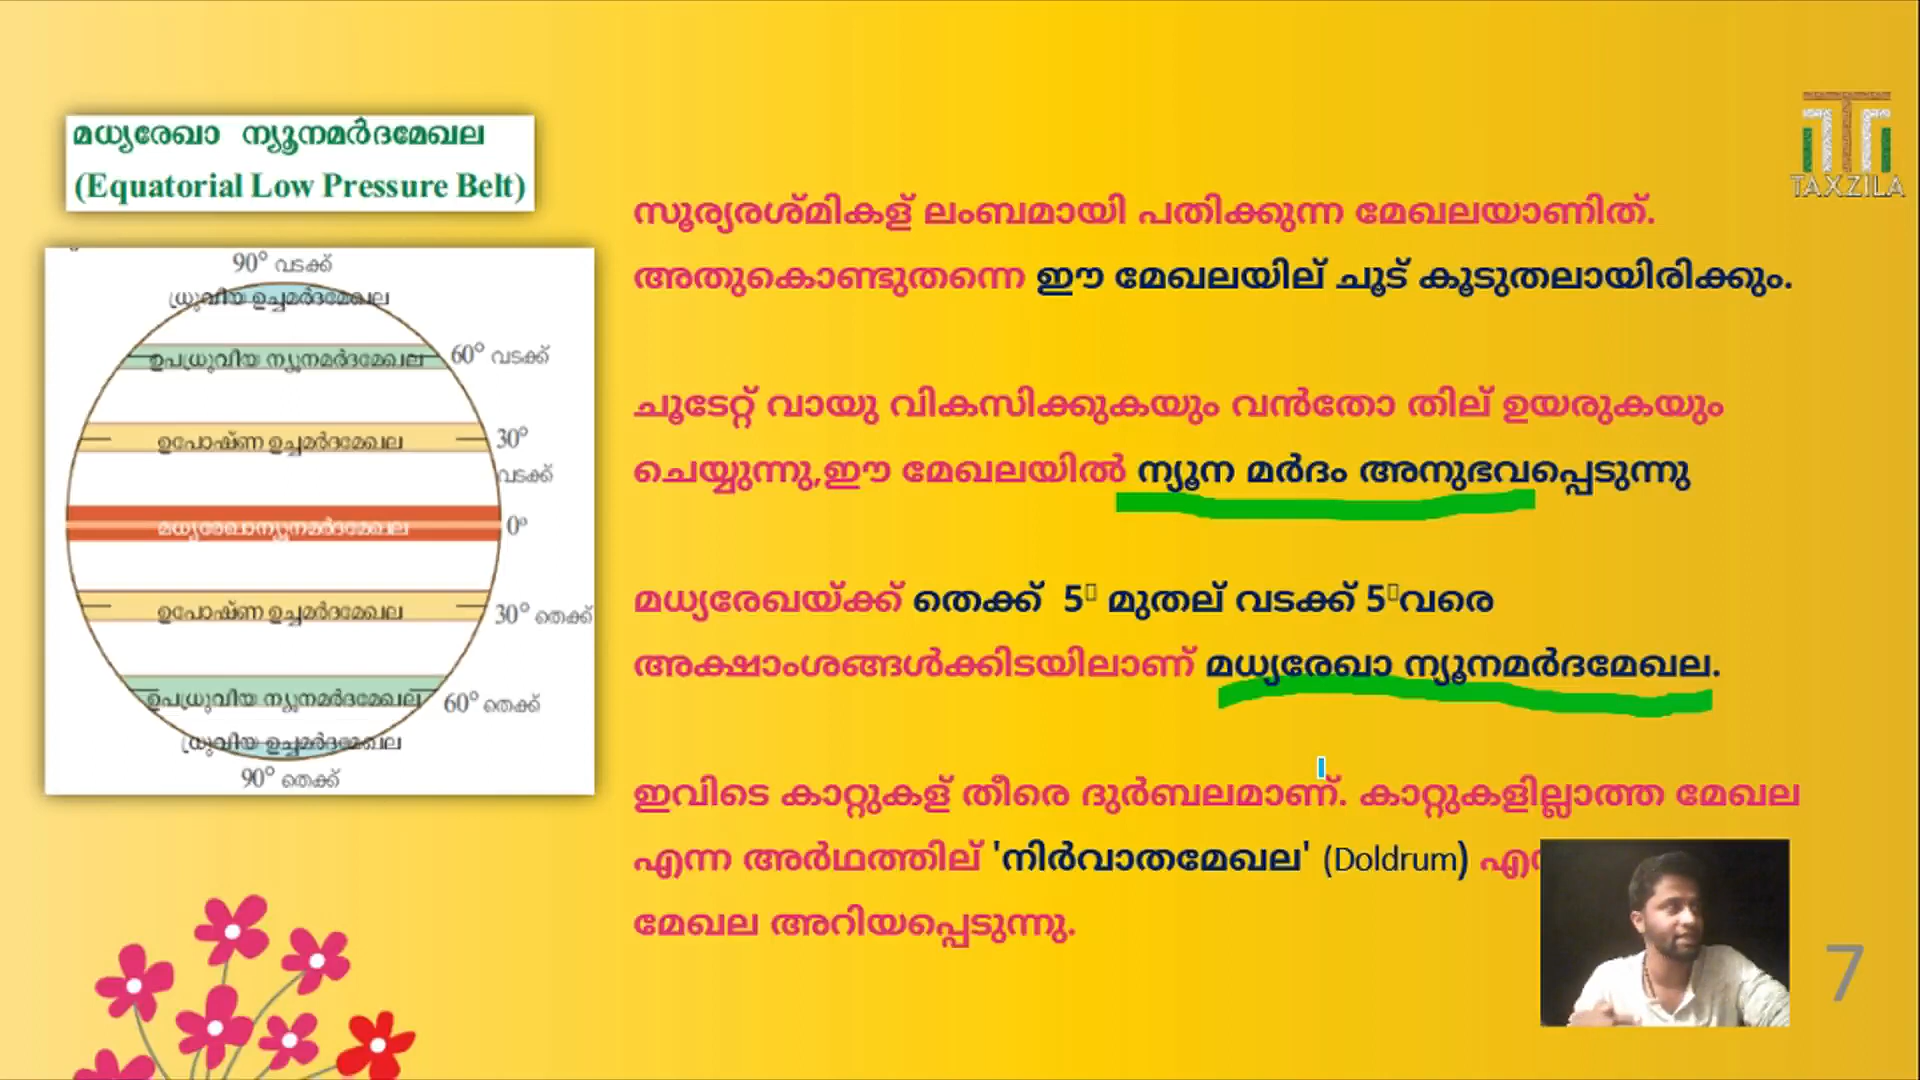 മധ്യരേഖാ ന്യൂനമർദമേഖല
(Equatorial Low Pressure Belt)
90° വടക്ക്
ധ്രുവീയ ഉച്ചമർദമേഖല
ഉപധ്രുവീയ ന്യൂനമർദമേഖല
60° വടക്ക്
ഉപോഷ്ണ ഉച്ചമർദമേഖല
30°
വടക്ക്
മധ്യരേഖാന്യൂനമർദമേഖല
0°
ഉപോഷ്ണ ഉച്ചമർദമേഖല
30° തെക്ക്
ഉപധ്രുവീയ ന്യൂനമർദമേഖല
60° തെക്ക്
ധ്രുവീയ ഉച്ചമർദമേഖല
90° തെക്ക്
TAXZILA
സൂര്യരശ്മികള് ലംബമായി പതിക്കുന്ന മേഖലയാണിത്.
അതുകൊണ്ടുതന്നെ ഈ മേഖലയില് ചൂട് കൂടുതലായിരിക്കും.
ചൂടേറ്റ് വായു വികസിക്കുകയും വൻതോ തില് ഉയരുകയും
ചെയ്യുന്നു,ഈ മേഖലയിൽ ന്യൂന മർദം അനുഭവപ്പെടുന്നു
മധ്യരേഖയ്ക്ക് തെക്ക് 5 മുതല് വടക്ക് 5വരെ
അക്ഷാംശങ്ങൾക്കിടയിലാണ് മധ്യരേഖാ ന്യൂനമർദമേഖല.
ഇവിടെ കാറ്റുകള് തീരെ ദുർബലമാണ്. കാറ്റുകളില്ലാത്ത മേഖല
എന്ന അർഥത്തില് 'നിർവാതമേഖല' (Doldrum)
മേഖല അറിയപ്പെടുന്നു.
7